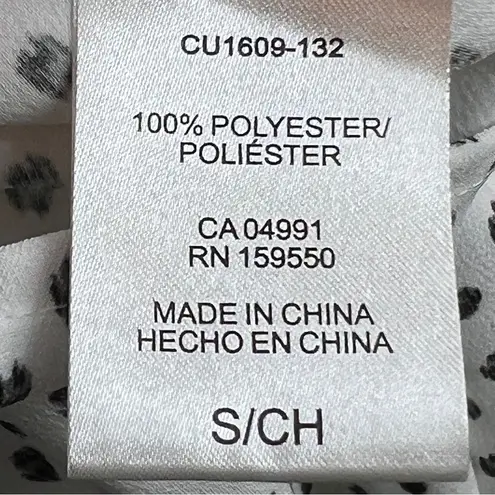 CU1609-132
100% POLYESTER/
POLIÉSTER
CA 04991
RN 159550
MADE IN CHINA
HECHO EN CHINA
S/CH